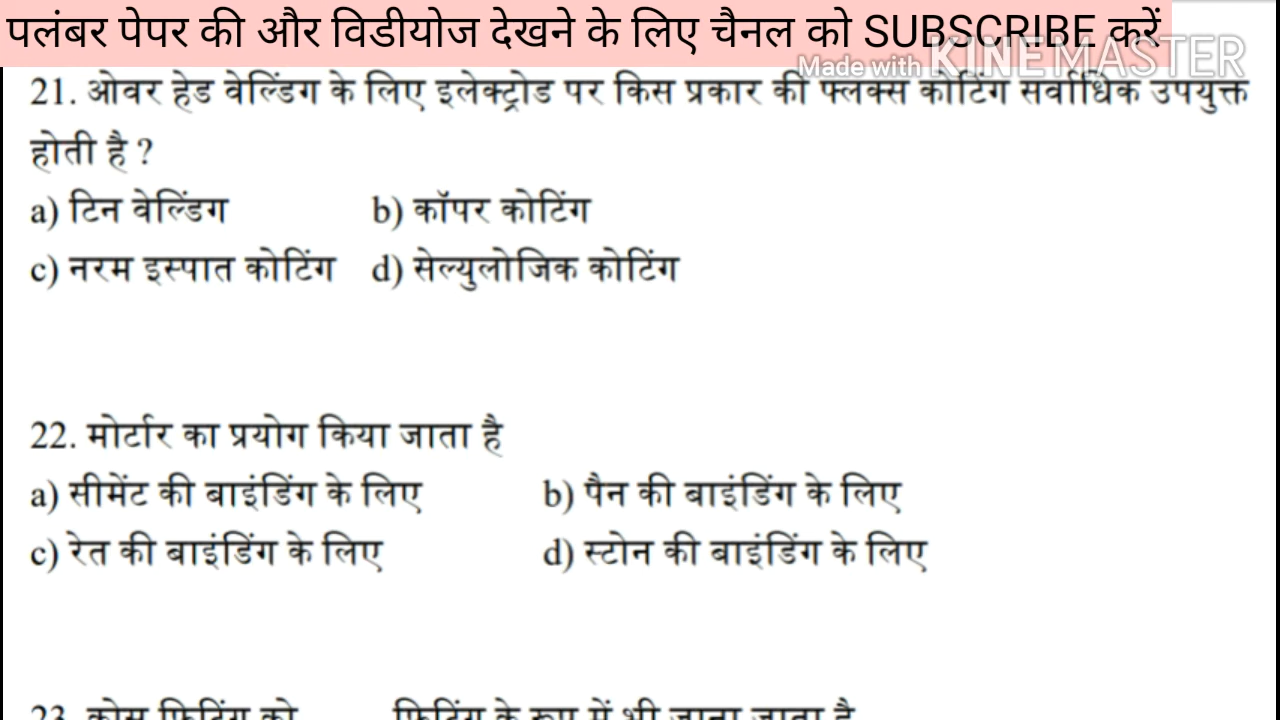 पलंबर पेपर की और विडीयोज देखने के लिए चैनल को SUBSCRIBE करें
Made with KINEMASTER
21. ओवर हेड वेल्डिंग के लिए इलेक्ट्रोड पर किस प्रकार की फ्लक्स कोटिंग सर्वाधिक उपयुक्त
होती है ?
a) टिन वेल्डिंग b) कॉपर कोटिंग
c) नरम इस्पात कोटिंग d) सेल्युलोजिक कोटिंग
22. मोर्टार का प्रयोग किया जाता है
a) सीमेंट की बाइंडिंग के लिए b) पैन की बाइंडिंग के लिए
c) रेत की बाइंडिंग के लिए d) स्टोन की बाइंडिंग के लिए
23. क्रोस फिटिंग को फिटिंग के रूप में भी जाना जाता है